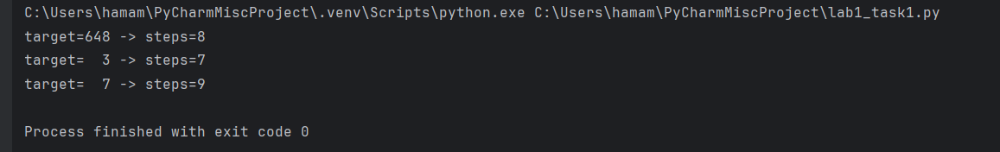 C:\Users\hamam\PyCharmMiscProject\.venv\Scripts\python.exe C:\Users\hamam\PyCharmMiscProject\lab1_task1.py
target=648 -> steps=8
target=  3 -> steps=7
target=  7 -> steps=9
Process finished with exit code 0